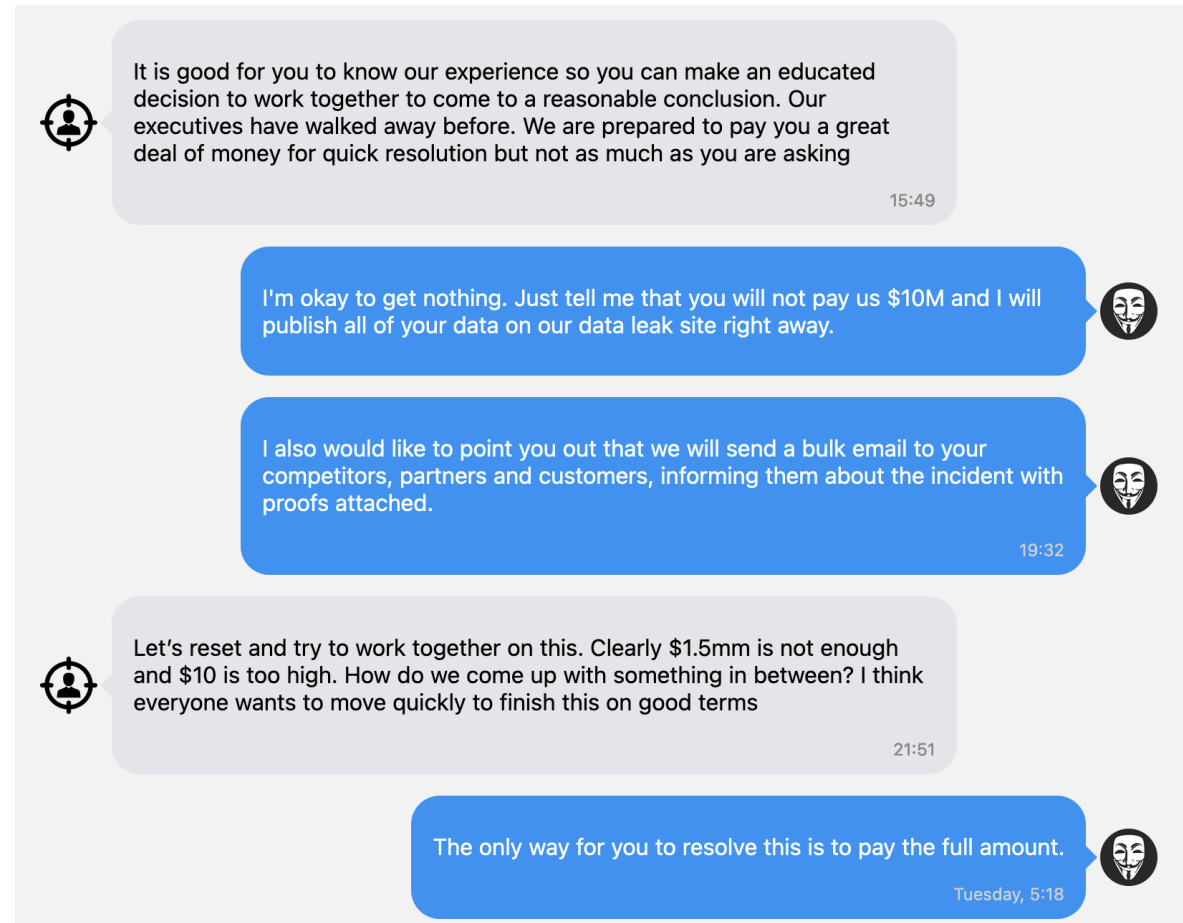 It is good for you to know our experience so you can make an educated
decision to work together to come to a reasonable conclusion. Our
executives have walked away before. We are prepared to pay you a great
deal of money for quick resolution but not as much as you are asking
15:49
I'm okay to get nothing. Just tell me that you will not pay us $10M and I will
publish all of your data on our data leak site right away.
I also would like to point you out that we will send a bulk email to your
competitors, partners and customers, informing them about the incident with
proofs attached.
19:32
Let’s reset and try to work together on this. Clearly $1.5mm is not enough
and $10 is too high. How do we come up with something in between? I think
everyone wants to move quickly to finish this on good terms
21:51
The only way for you to resolve this is to pay the full amount.
Tuesday, 5:18